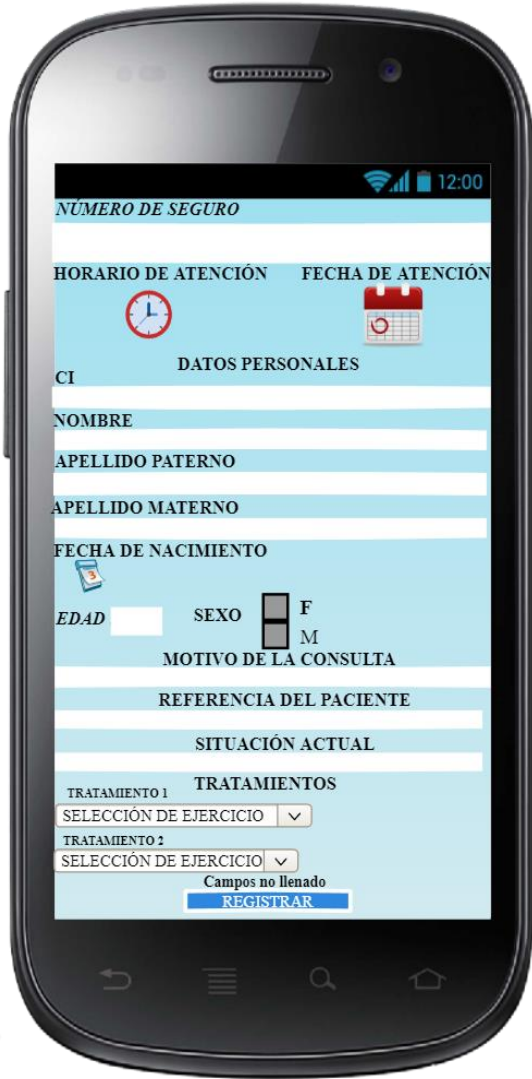 12:00
NÚMERO DE SEGURO
HORARIO DE ATENCIÓN FECHA DE ATENCIÓN
DATOS PERSONALES
CI
NOMBRE
APELLIDO PATERNO
APELLIDO MATERNO
FECHA DE NACIMIENTO
3
EDAD SEXO F
M
MOTIVO DE LA CONSULTA
REFERENCIA DEL PACIENTE
SITUACIÓN ACTUAL
TRATAMIENTOS
TRATAMIENTO 1
SELECCIÓN DE EJERCICIO
TRATAMIENTO 2
SELECCIÓN DE EJERCICIO
Campos no llenado
REGISTRAR